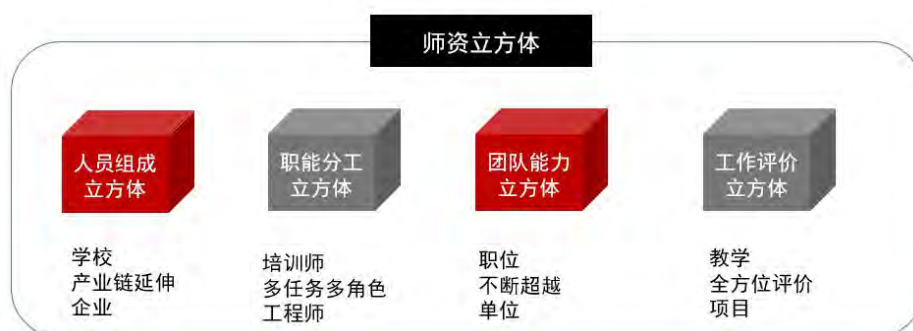 师资立方体
人员组成
立方体
学校
产业链延伸
企业
职能分工
立方体
培训师
多任务多角色
工程师
团队能力
立方体
职位
不断超越
单位
工作评价
立方体
教学
全方位评价
项目